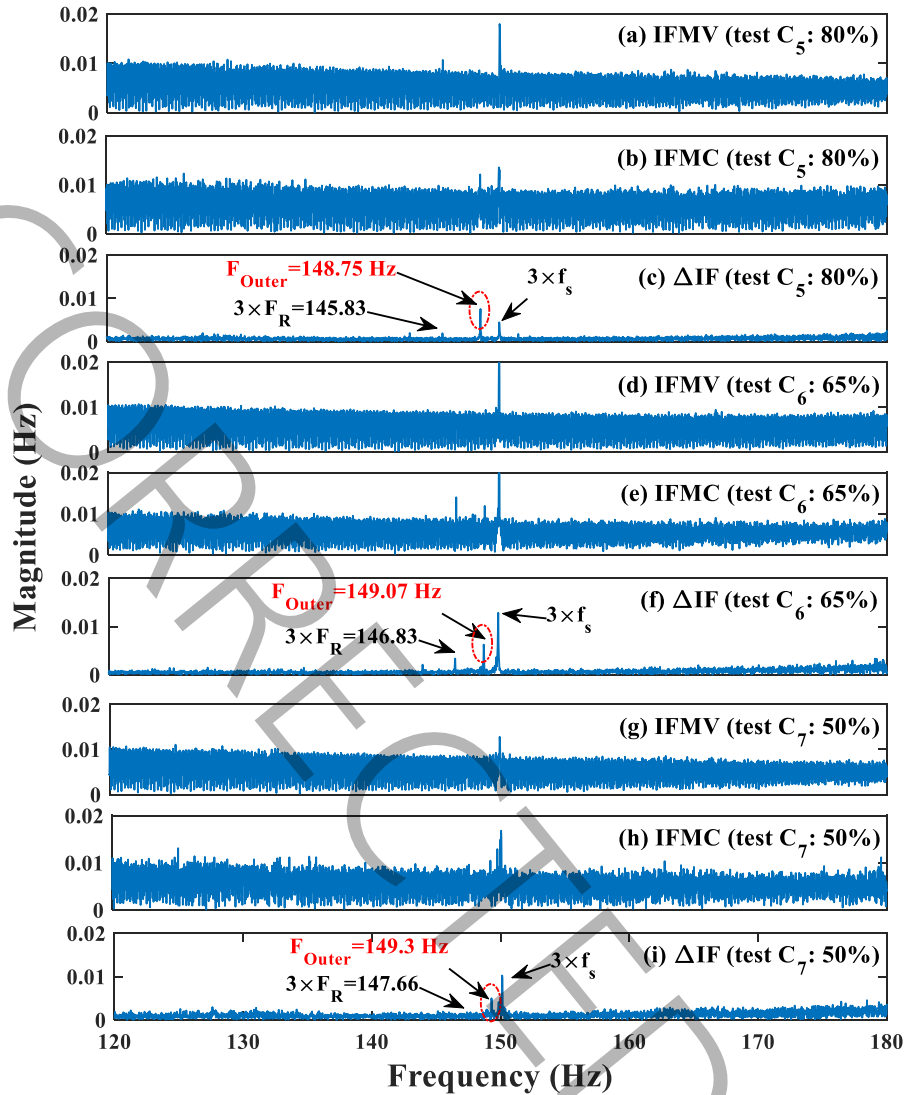 0.02
(a) IFMV (test C5: 80%)
0.01
0
0.02
(b) IFMC (test C5: 80%)
0.01
0
0.02
FOuter=148.75 Hz
3×fs
(c) ΔIF (test C5: 80%)
3×FR=145.83
0.01
0
0.02
(d) IFMV (test C6: 65%)
0.01
0
0.02
(e) IFMC (test C6: 65%)
0.01
0
0.02
FOuter=149.07 Hz
(f) ΔIF (test C6: 65%)
3×fs
3×FR=146.83
0.01
0
0.02
(g) IFMV (test C7: 50%)
0.01
0
0.02
(h) IFMC (test C7: 50%)
0.01
0
0.02
FOuter=149.3 Hz
3×fs
(i) ΔIF (test C7: 50%)
3×FR=147.66
0.01
0
120 130 140 150 160 170 180
Frequency (Hz)
Magnitude (Hz)
CORRECTED